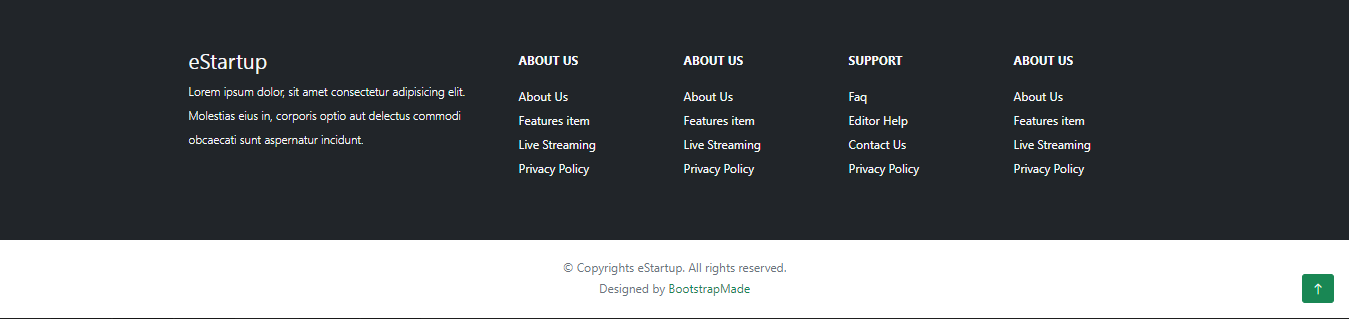 eStartup
Lorem ipsum dolor, sit amet consectetur adipisicing elit.
Molestias eius in, corporis optio aut delectus commodi
obcaecati sunt aspernatur incidunt.
ABOUT US
About Us
Features item
Live Streaming
Privacy Policy
ABOUT US
About Us
Features item
Live Streaming
Privacy Policy
SUPPORT
Faq
Editor Help
Contact Us
Privacy Policy
ABOUT US
About Us
Features item
Live Streaming
Privacy Policy
© Copyrights eStartup. All rights reserved.
Designed by BootstrapMade